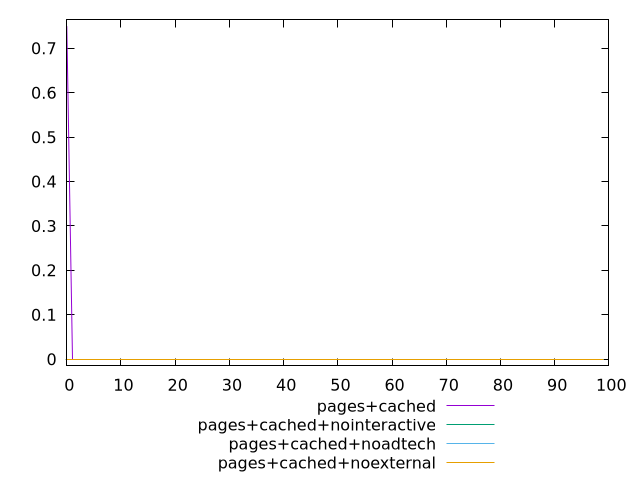 0.7
0.6
0.5
0.4
0.3
0.2
0.1
0
0 10 20 30 40 50 60 70 80 90 100
pages+cached
pages+cached+nointeractive
pages+cached+noadtech
pages+cached+noexternal